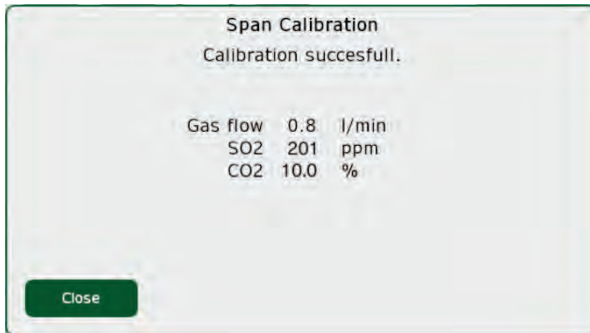 Span Calibration
Calibration succesfull.
Gas flow 0.8 l/min
SO2 201 ppm
CO2 10.0 %
Close